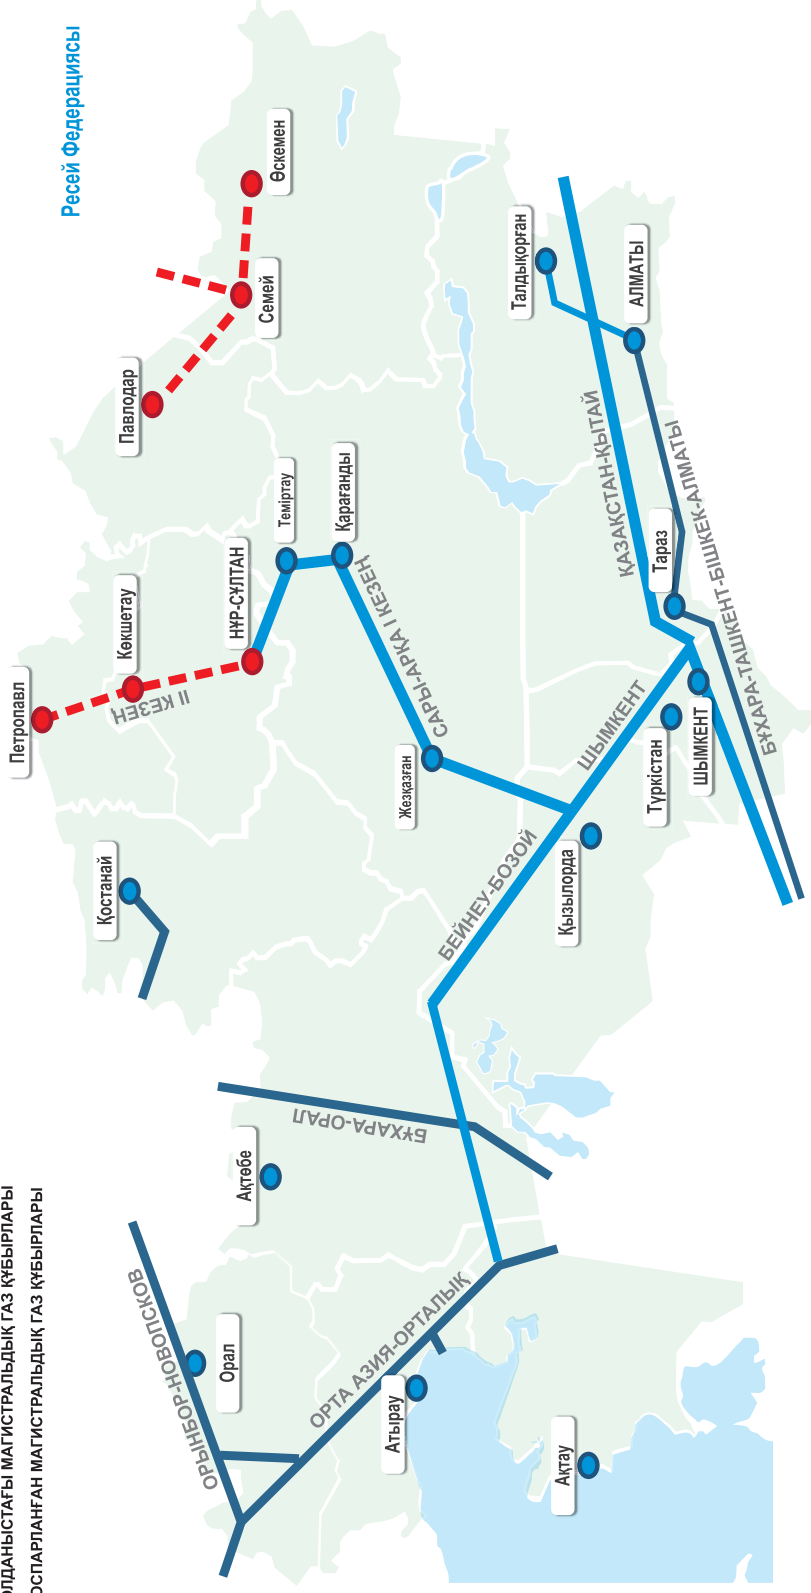 ОЛДАНЫСТАҒЫ МАГИСТРАЛЬДЫҚ ГАЗ ҚҰБЫРЛАРЫ
ОСПАРЛАНҒАН МАГИСТРАЛЬДЫҚ ГАЗ ҚҰБЫРЛАРЫ
Ресей Федерациясы
Петропавл
Көкшетау
II КЕЗЕҢ
НҰР-СҰЛТАН
Павлодар
Семей
Өскемен
Қостанай
Теміртау
Қарағанды
САРЫ-АРҚА I КЕЗЕҢ
Жезқазған
ОРЫНБОР-НОВОПСКОВ
Орал
Ақтөбе
БҰХАРА-ОРАЛ
ОРТА АЗИЯ-ОРТАЛЫҚ
Атырау
Ақтау
БЕЙНЕУ-БОЗОЙ
ШЫМКЕНТ
Қызылорда
Түркістан
ШЫМКЕНТ
Тараз
ҚАЗАҚСТАН-ҚЫТАЙ
Талдықорған
АЛМАТЫ
БҰХАРА-ТАШКЕНТ-БІШКЕК-АЛМАТЫ